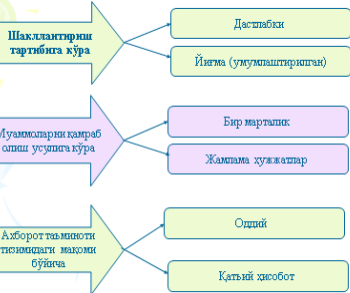 Шакллантириш
тартибига кўра
Дастлабки
Йиғма (умумлаштирилган)
Муаммоларни қамраб
олиш усулига кўра
Бир марталик
Жамлама ҳужжатлар
Ахборот таъминоти
тизимидаги мақоми
бўйича
Оддий
Қатъий ҳисобот